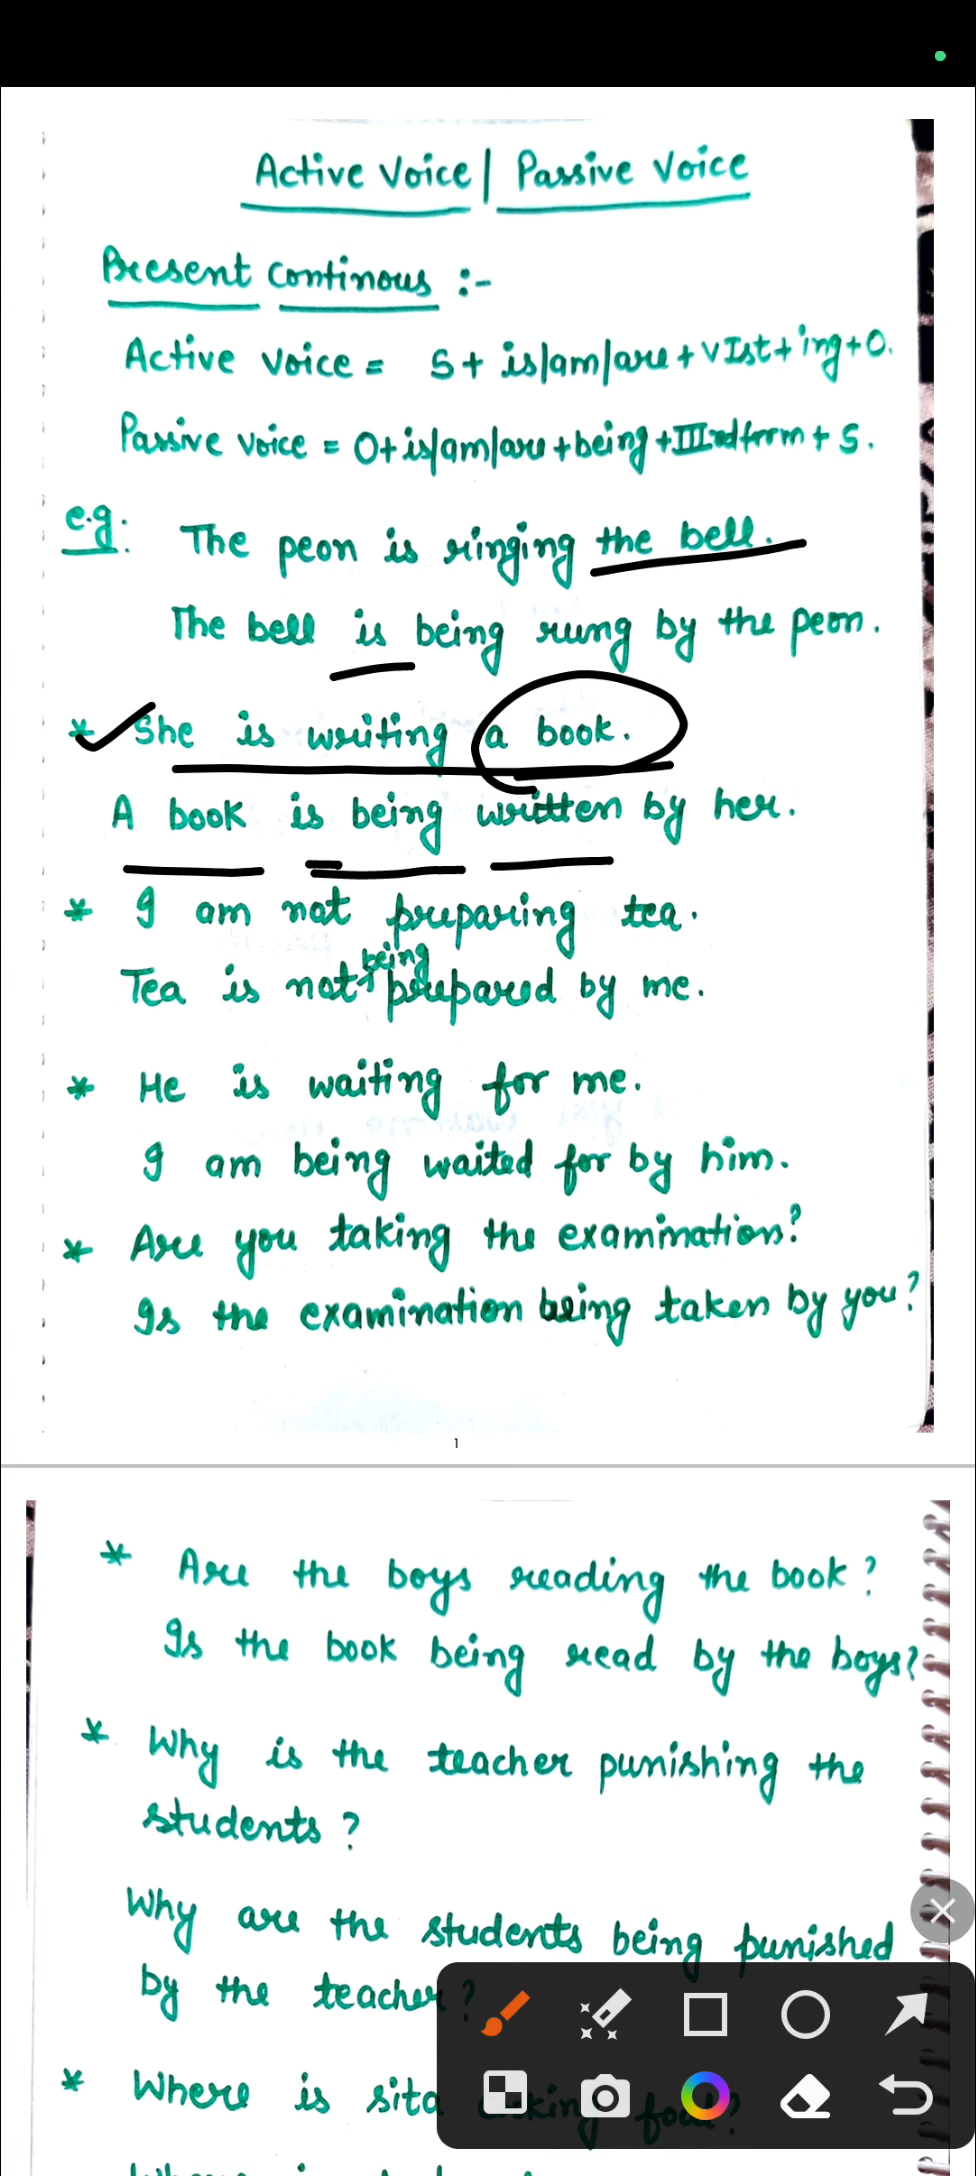 Active Voice | Passive Voice
Present Continous :-
Active Voice = S + is/am/are + VIst + ing + O.
Passive voice = O + is/am/are + being + IIIrd form + S.
e.g: The peon is ringing the bell.
The bell is being rung by the peon.
* She is writing a book.
A book is being written by her.
* I am not preparing tea.
being
Tea is not prepared by me.
* He is waiting for me.
I am being waited for by him.
* Are you taking the examination?
Is the examination being taken by you?
1
* Are the boys reading the book?
Is the book being read by the boys?
* Why is the teacher punishing the
students?
Why are the students being punished
by the teacher?
* Where is sita food?